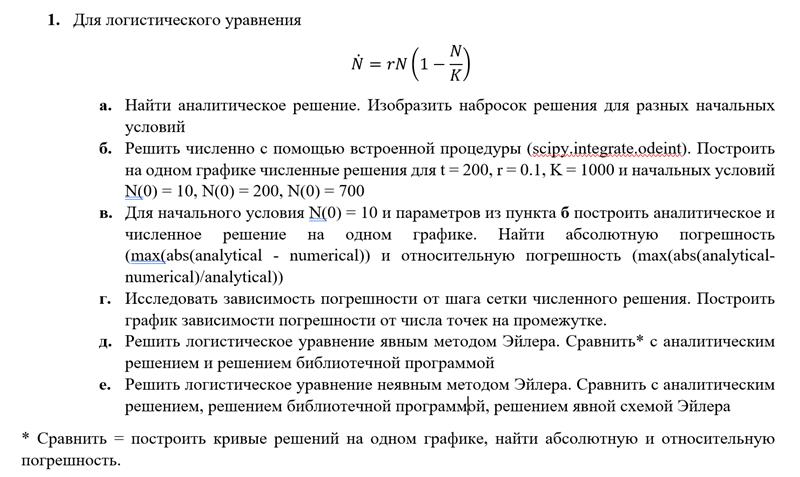 1. Для логистического уравнения
Ṅ = rN(1 − N/K)
а. Найти аналитическое решение. Изобразить набросок решения для разных начальных
условий
б. Решить численно с помощью встроенной процедуры (scipy.integrate.odeint). Построить
на одном графике численные решения для t = 200, r = 0.1, K = 1000 и начальных условий
N(0) = 10, N(0) = 200, N(0) = 700
в. Для начального условия N(0) = 10 и параметров из пункта б построить аналитическое и
численное решение на одном графике. Найти абсолютную погрешность
(max(abs(analytical - numerical)) и относительную погрешность (max(abs(analytical-
numerical)/analytical))
г. Исследовать зависимость погрешности от шага сетки численного решения. Построить
график зависимости погрешности от числа точек на промежутке.
д. Решить логистическое уравнение явным методом Эйлера. Сравнить* с аналитическим
решением и решением библиотечной программой
е. Решить логистическое уравнение неявным методом Эйлера. Сравнить с аналитическим
решением, решением библиотечной программой, решением явной схемой Эйлера
* Сравнить = построить кривые решений на одном графике, найти абсолютную и относительную
погрешность.